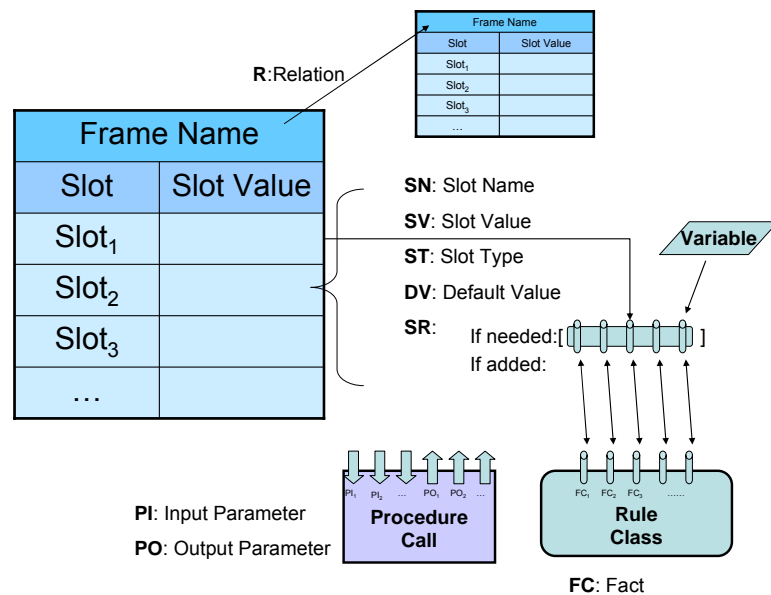 Frame Name
Slot Slot Value
Slot₁
Slot₂
Slot₃
…
R:Relation
Frame Name
Slot Slot Value
Slot₁
Slot₂
Slot₃
…
SN: Slot Name
SV: Slot Value
ST: Slot Type
DV: Default Value
SR:
If needed:[ ]
If added:
Variable
PI₁ PI₂ … PO₁ PO₂ …
Procedure
Call
PI: Input Parameter
PO: Output Parameter
FC₁ FC₂ FC₃ ……
Rule
Class
FC: Fact